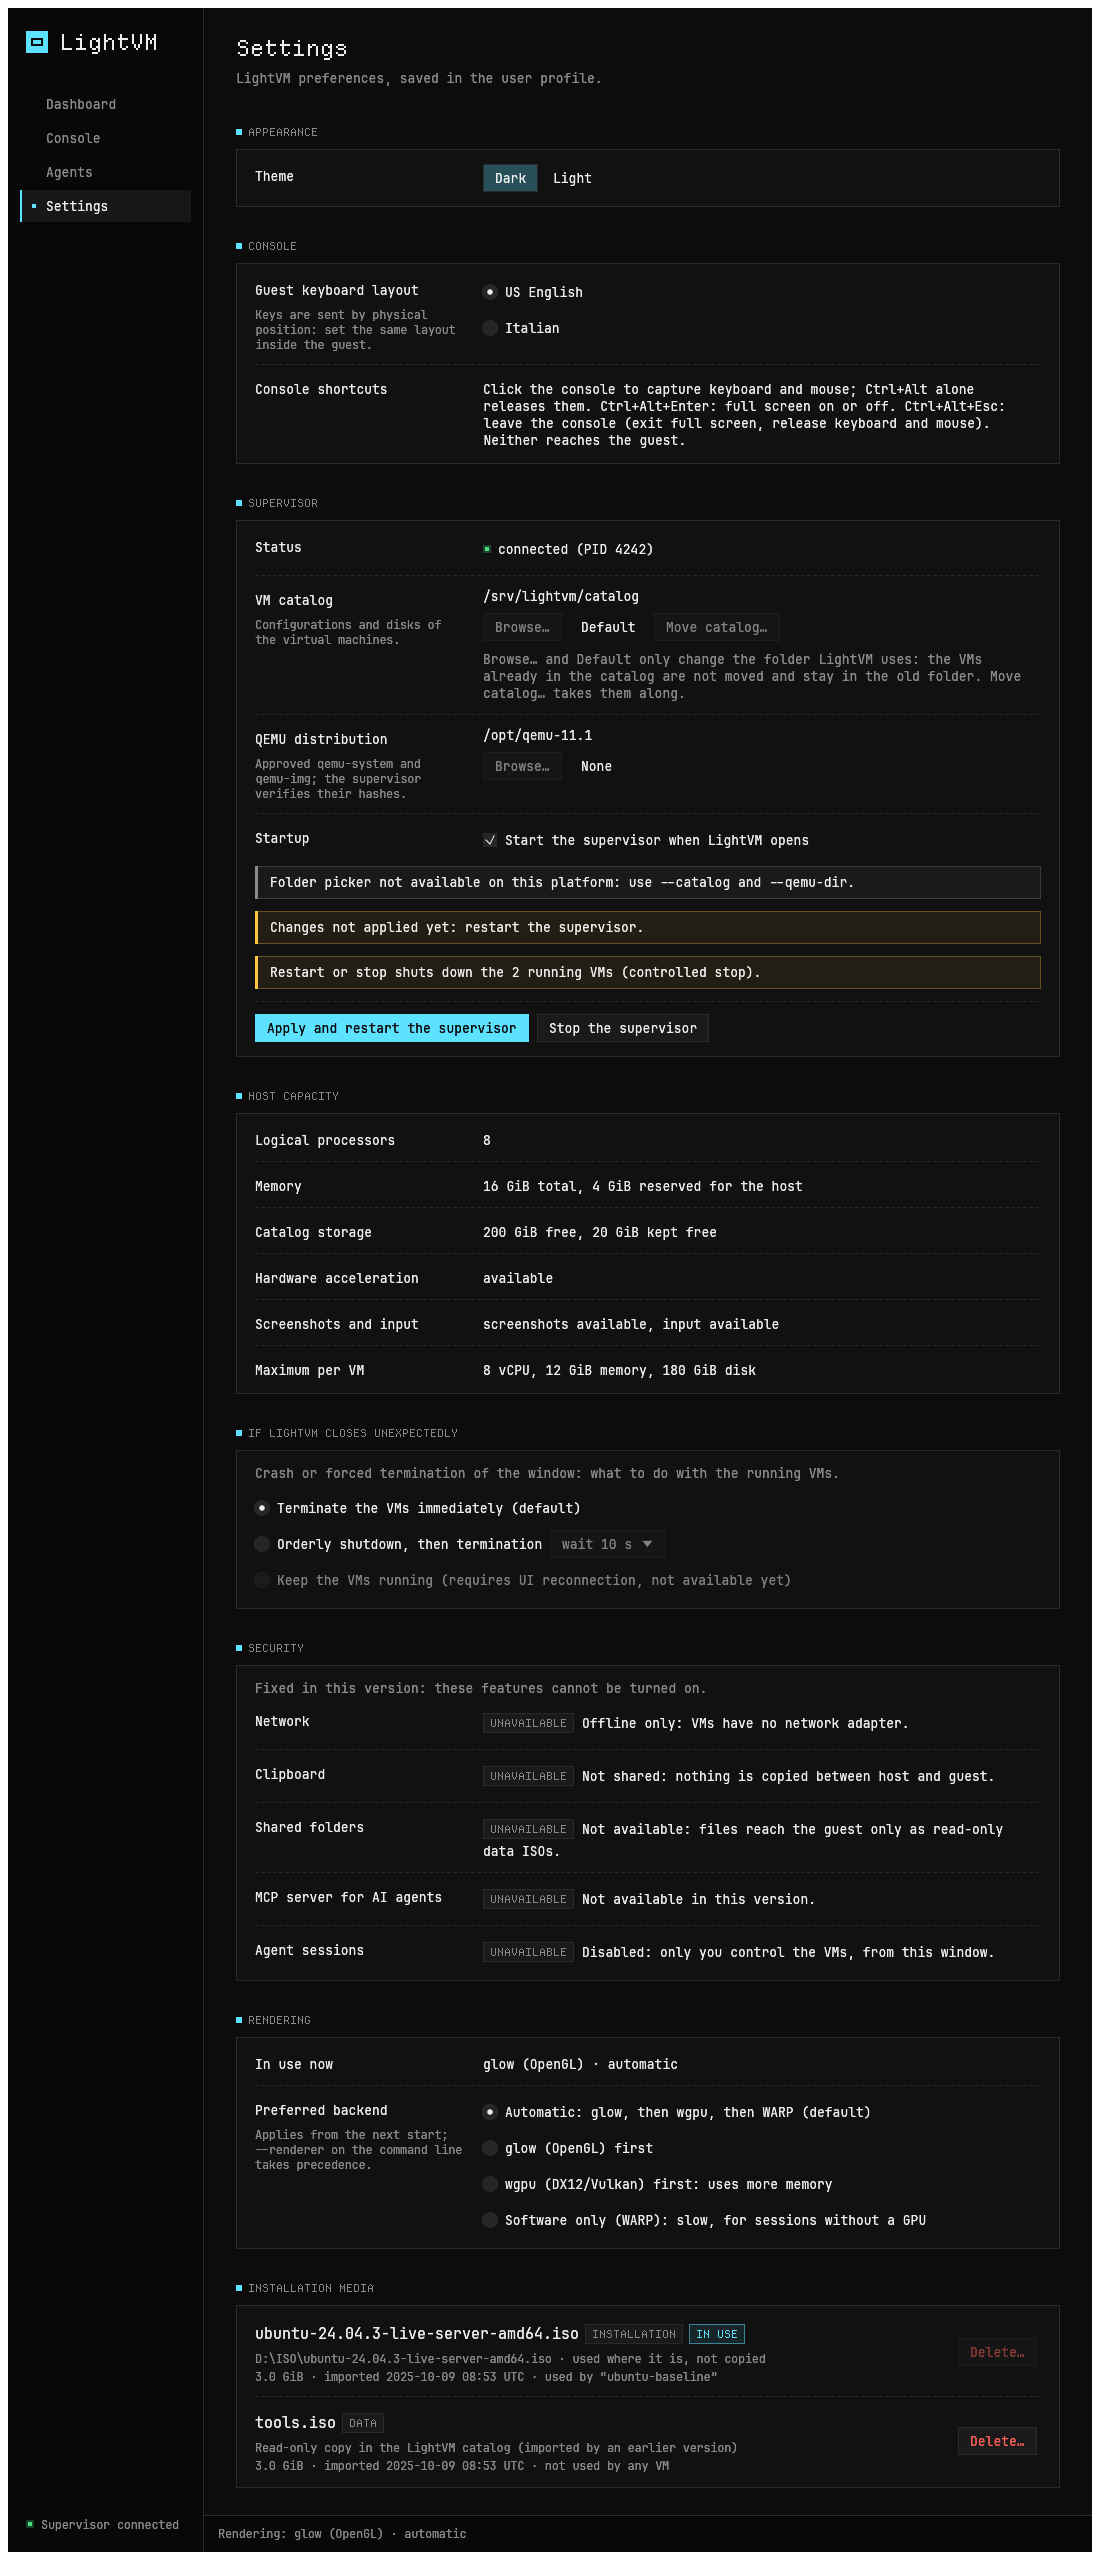 LightVM
Dashboard
Console
Agents
Settings
Settings
LightVM preferences, saved in the user profile.
APPEARANCE
Theme
Dark Light
CONSOLE
Guest keyboard layout
Keys are sent by physical
position: set the same layout
inside the guest.
US English
Italian
Console shortcuts
Click the console to capture keyboard and mouse; Ctrl+Alt alone
releases them. Ctrl+Alt+Enter: full screen on or off. Ctrl+Alt+Esc:
leave the console (exit full screen, release keyboard and mouse).
Neither reaches the guest.
SUPERVISOR
Status
connected (PID 4242)
VM catalog
Configurations and disks of
the virtual machines.
/srv/lightvm/catalog
Browse… Default Move catalog…
Browse… and Default only change the folder LightVM uses: the VMs
already in the catalog are not moved and stay in the old folder. Move
catalog… takes them along.
QEMU distribution
Approved qemu-system and
qemu-img; the supervisor
verifies their hashes.
/opt/qemu-11.1
Browse… None
Startup
Start the supervisor when LightVM opens
Folder picker not available on this platform: use --catalog and --qemu-dir.
Changes not applied yet: restart the supervisor.
Restart or stop shuts down the 2 running VMs (controlled stop).
Apply and restart the supervisor Stop the supervisor
HOST CAPACITY
Logical processors 8
Memory 16 GiB total, 4 GiB reserved for the host
Catalog storage 200 GiB free, 20 GiB kept free
Hardware acceleration available
Screenshots and input screenshots available, input available
Maximum per VM 8 vCPU, 12 GiB memory, 180 GiB disk
IF LIGHTVM CLOSES UNEXPECTEDLY
Crash or forced termination of the window: what to do with the running VMs.
Terminate the VMs immediately (default)
Orderly shutdown, then termination wait 10 s
Keep the VMs running (requires UI reconnection, not available yet)
SECURITY
Fixed in this version: these features cannot be turned on.
Network UNAVAILABLE Offline only: VMs have no network adapter.
Clipboard UNAVAILABLE Not shared: nothing is copied between host and guest.
Shared folders UNAVAILABLE Not available: files reach the guest only as read-only
data ISOs.
MCP server for AI agents UNAVAILABLE Not available in this version.
Agent sessions UNAVAILABLE Disabled: only you control the VMs, from this window.
RENDERING
In use now glow (OpenGL) · automatic
Preferred backend
Applies from the next start;
--renderer on the command line
takes precedence.
Automatic: glow, then wgpu, then WARP (default)
glow (OpenGL) first
wgpu (DX12/Vulkan) first: uses more memory
Software only (WARP): slow, for sessions without a GPU
INSTALLATION MEDIA
ubuntu-24.04.3-live-server-amd64.iso INSTALLATION IN USE
D:\ISO\ubuntu-24.04.3-live-server-amd64.iso · used where it is, not copied
3.0 GiB · imported 2025-10-09 08:53 UTC · used by “ubuntu-baseline”
Delete…
tools.iso DATA
Read-only copy in the LightVM catalog (imported by an earlier version)
3.0 GiB · imported 2025-10-09 08:53 UTC · not used by any VM
Delete…
Supervisor connected
Rendering: glow (OpenGL) · automatic